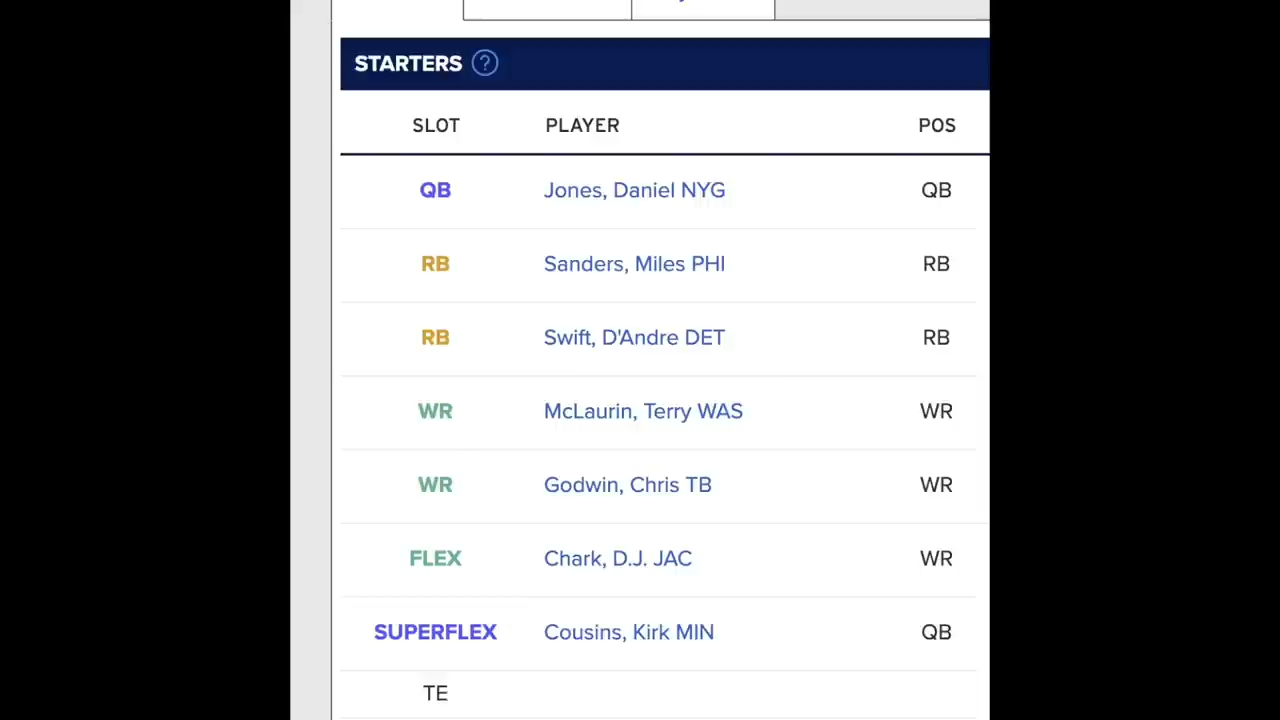 STARTERS ?
SLOT PLAYER POS
QB Jones, Daniel NYG QB
RB Sanders, Miles PHI RB
RB Swift, D'Andre DET RB
WR McLaurin, Terry WAS WR
WR Godwin, Chris TB WR
FLEX Chark, D.J. JAC WR
SUPERFLEX Cousins, Kirk MIN QB
TE